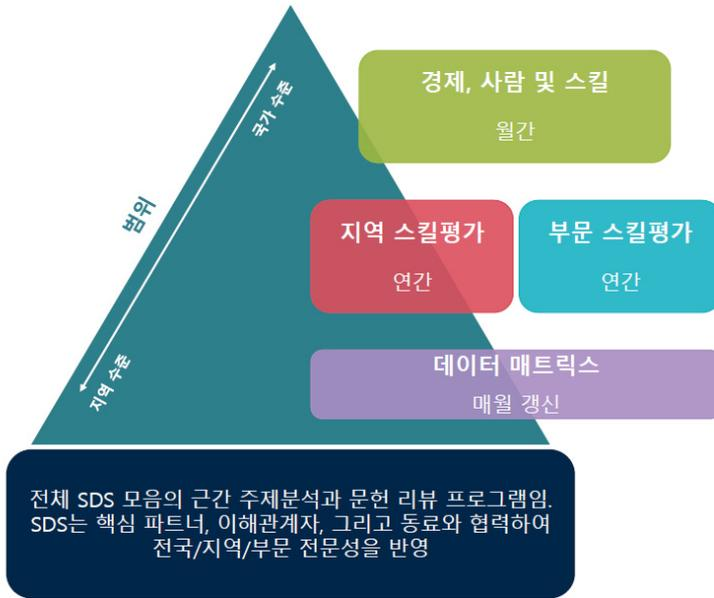 경제, 사람 및 스킬
월간
국가 수준
범위
지역 수준
지역 스킬평가
연간
부문 스킬평가
연간
데이터 매트릭스
매월 갱신
전체 SDS 모음의 근간 주제분석과 문헌 리뷰 프로그램임.
SDS는 핵심 파트너, 이해관계자, 그리고 동료와 협력하여
전국/지역/부문 전문성을 반영